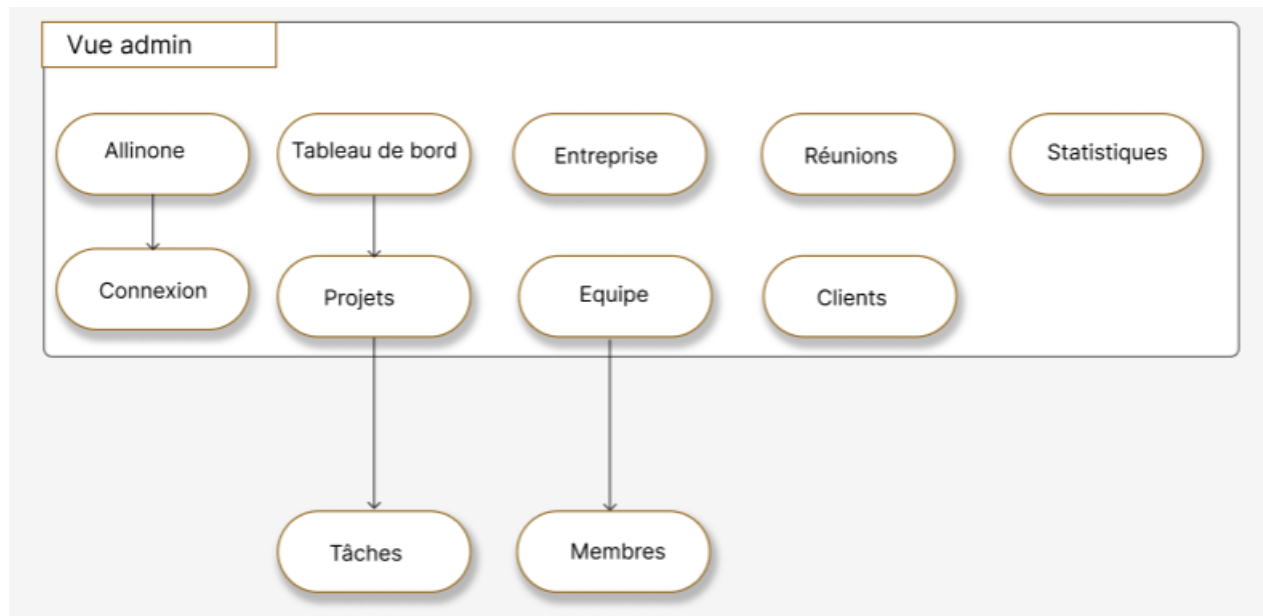 Vue admin
Allinone
Tableau de bord
Entreprise
Réunions
Statistiques
Connexion
Projets
Equipe
Clients
Tâches
Membres